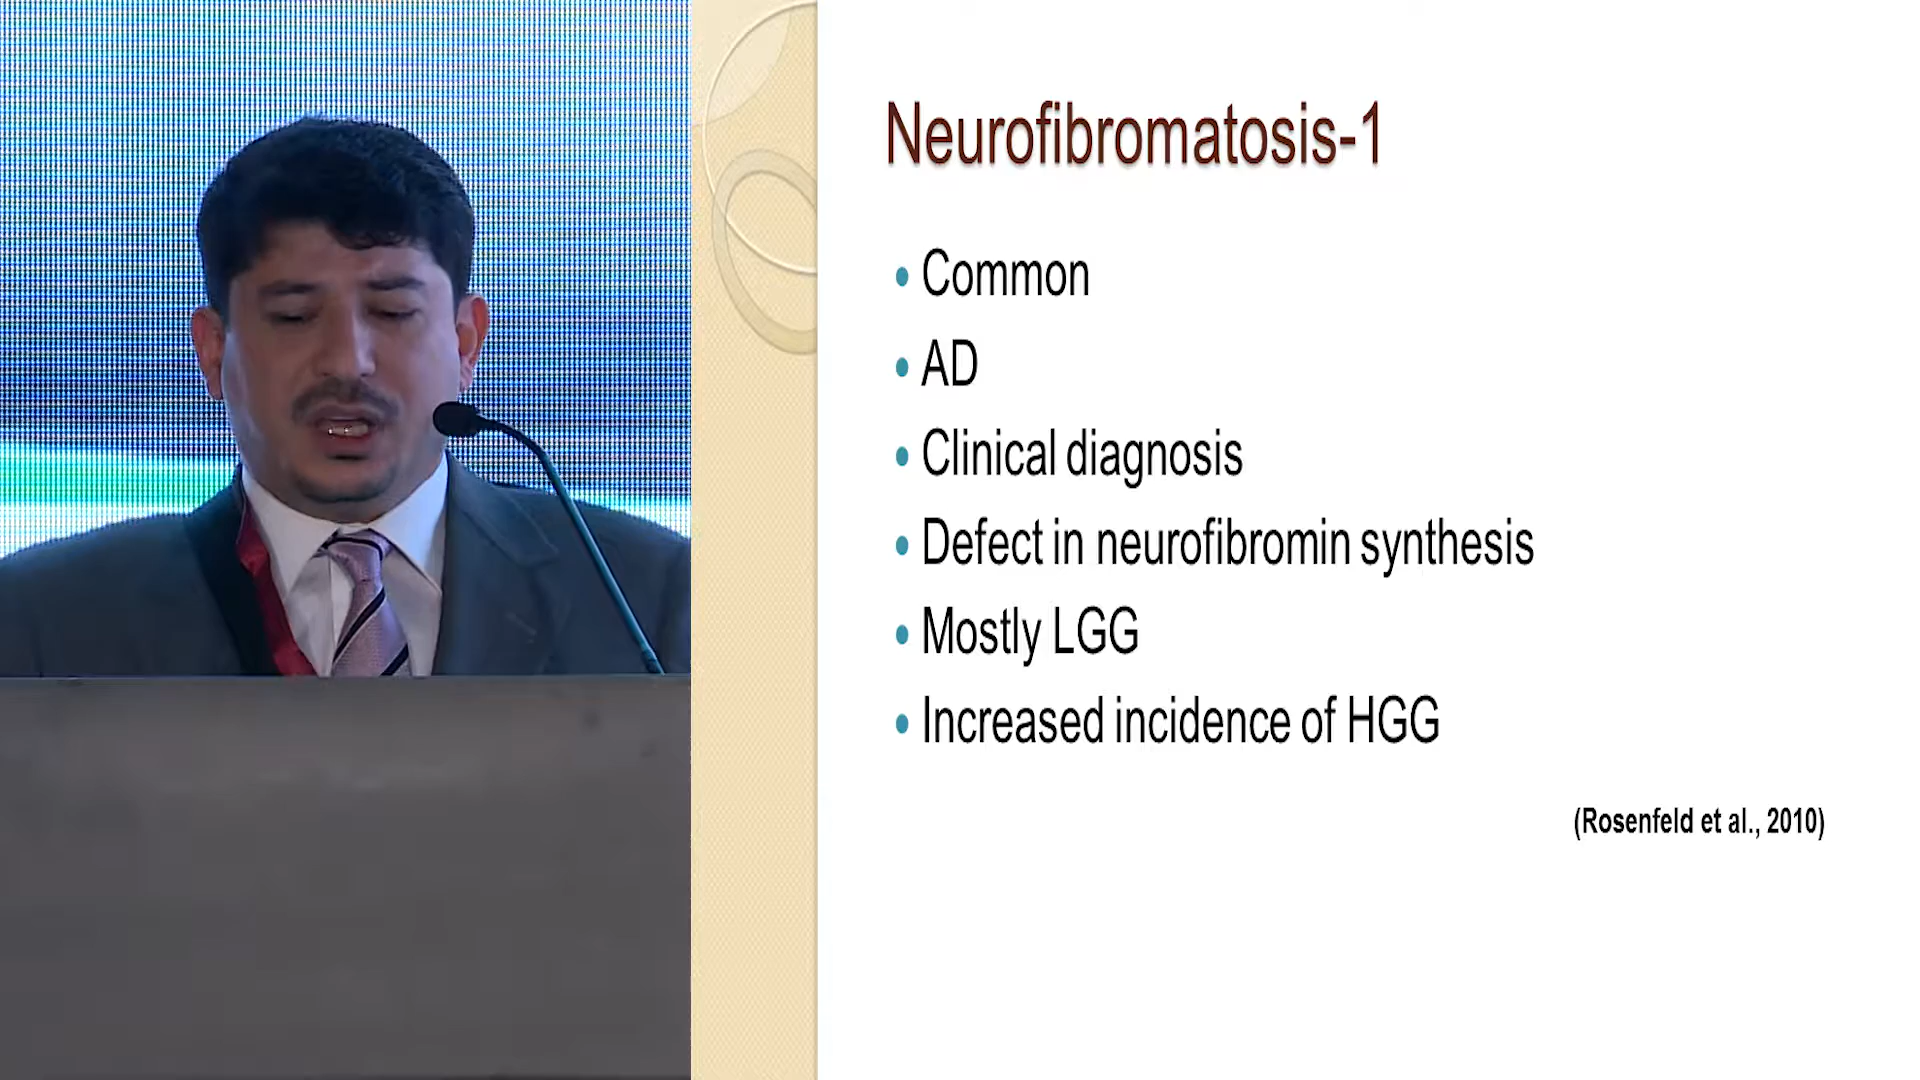 Neurofibromatosis-1
• Common
• AD
• Clinical diagnosis
• Defect in neurofibromin synthesis
• Mostly LGG
• Increased incidence of HGG
(Rosenfeld et al., 2010)